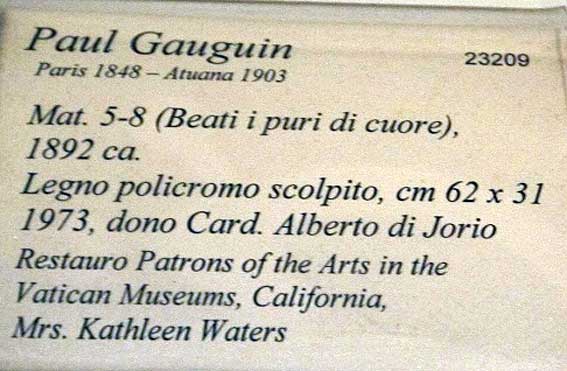 Paul Gauguin
23209
Paris 1848 – Atuana 1903
Mat. 5-8 (Beati i puri di cuore),
1892 ca.
Legno policromo scolpito, cm 62 x 31
1973, dono Card. Alberto di Jorio
Restauro Patrons of the Arts in the
Vatican Museums, California,
Mrs. Kathleen Waters